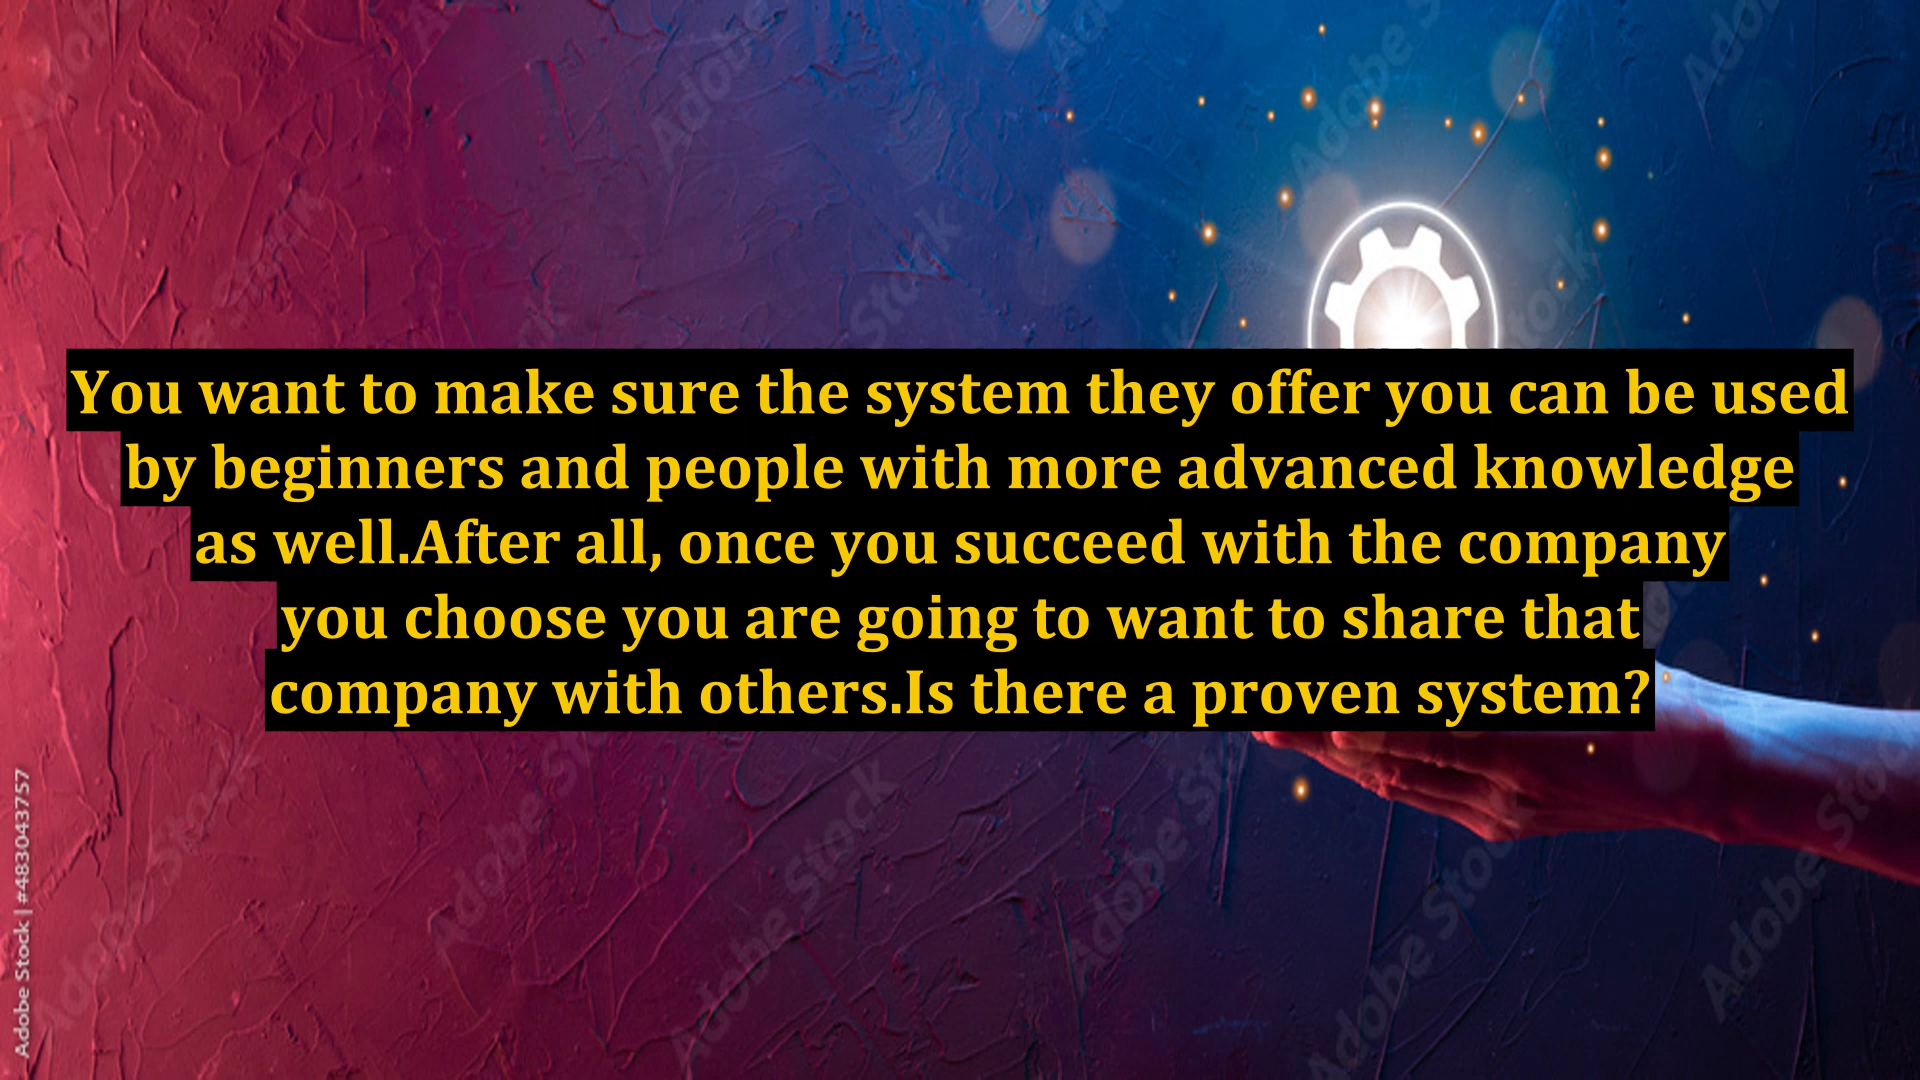 You want to make sure the system they offer you can be used
by beginners and people with more advanced knowledge
as well.After all, once you succeed with the company
you choose you are going to want to share that
company with others.Is there a proven system?
Adobe Stock | #483043757
Adobe Stock